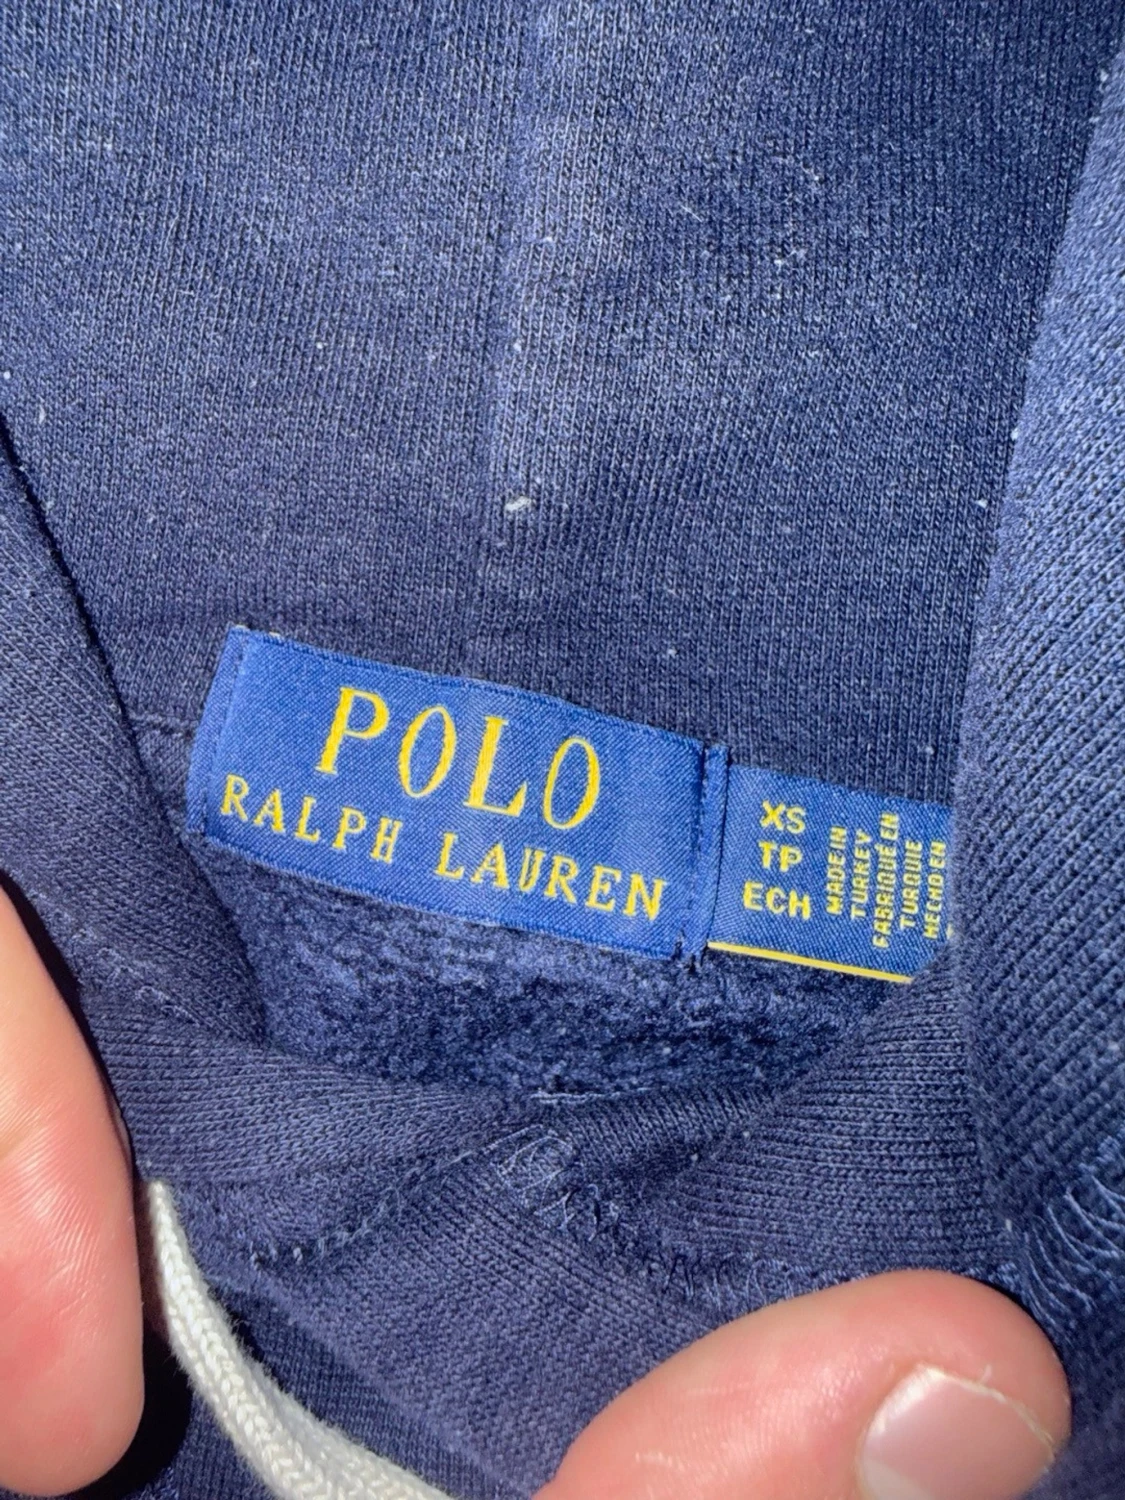 POLO
RALPH LAUREN
XS
TP
ECH
MADE IN
TURKEY
FABRIQUÉ EN
TURQUIE
HECHO EN